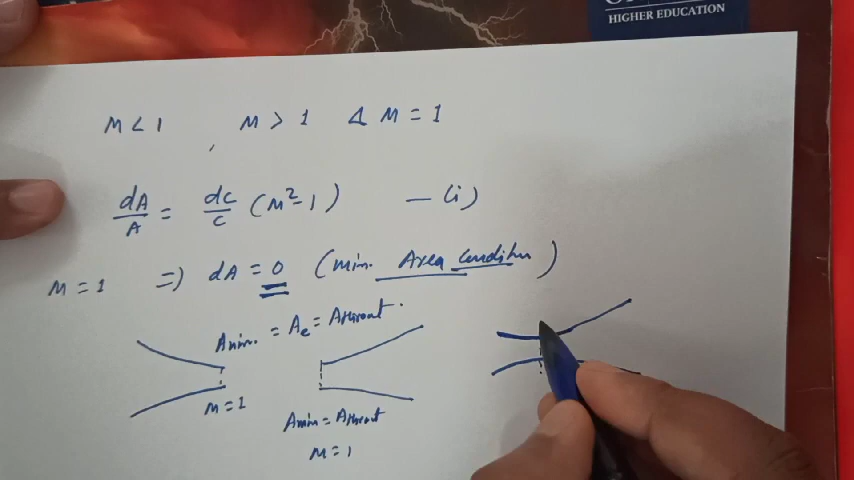 HIGHER EDUCATION
M < 1 , M > 1 & M = 1
dA/A = dC/C (M²-1) — (i)
M = 1 => dA = 0 (Min. Area Condition)
Amin. = Ae = Athroat.
M = 1
Amin = Athroat
M = 1